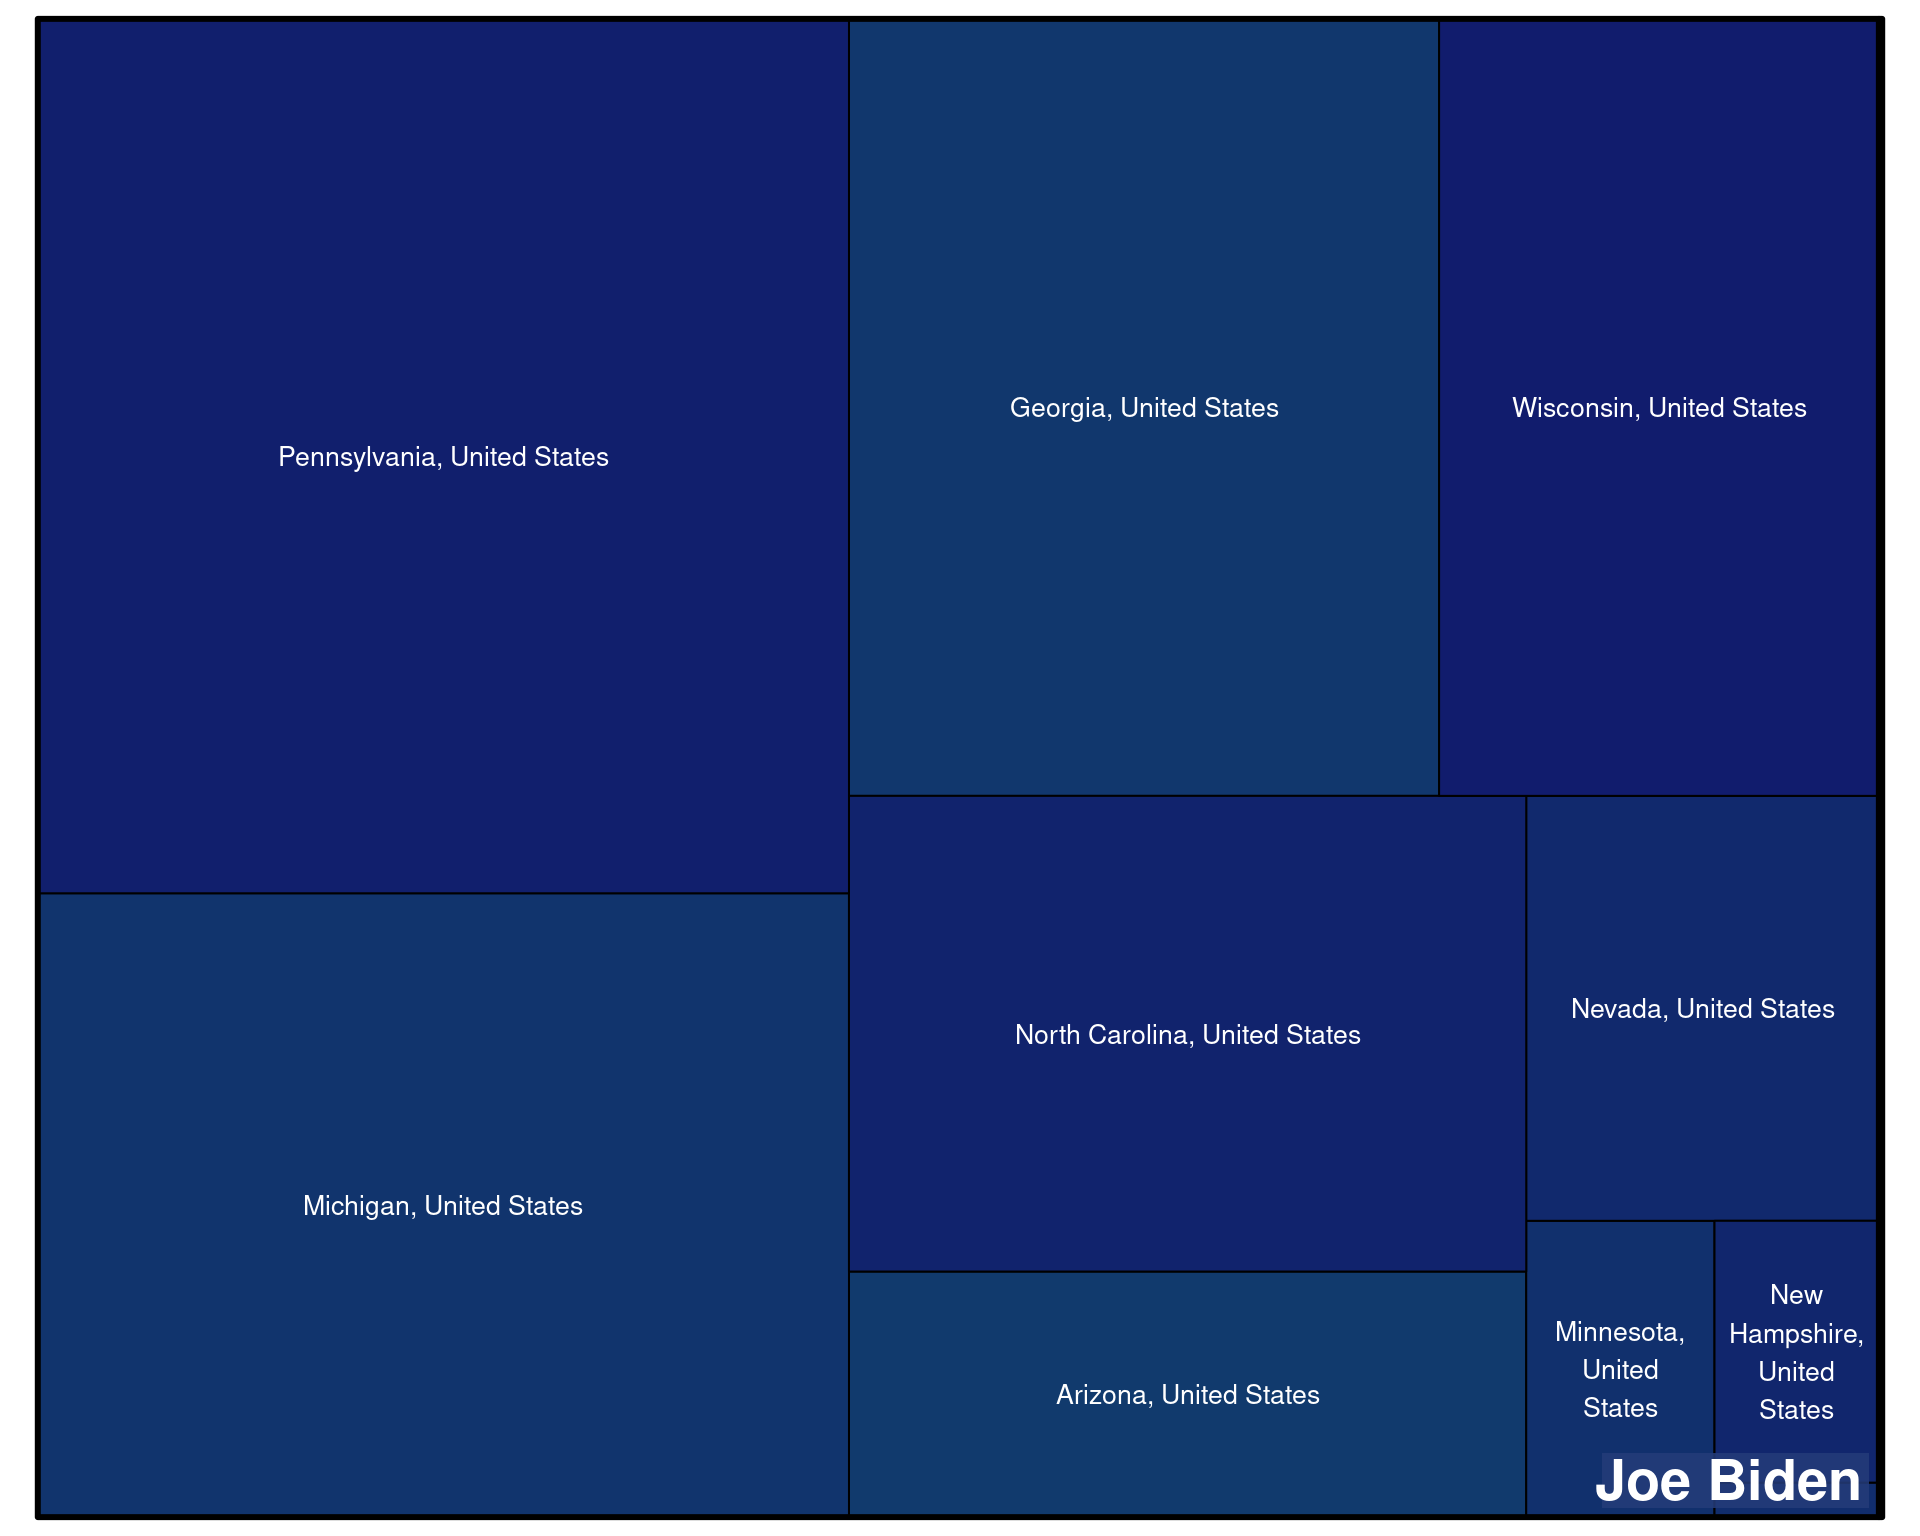 Pennsylvania, United States
Georgia, United States
Wisconsin, United States
Michigan, United States
North Carolina, United States
Nevada, United States
Arizona, United States
Minnesota,
United
States
New
Hampshire,
United
States
Joe Biden